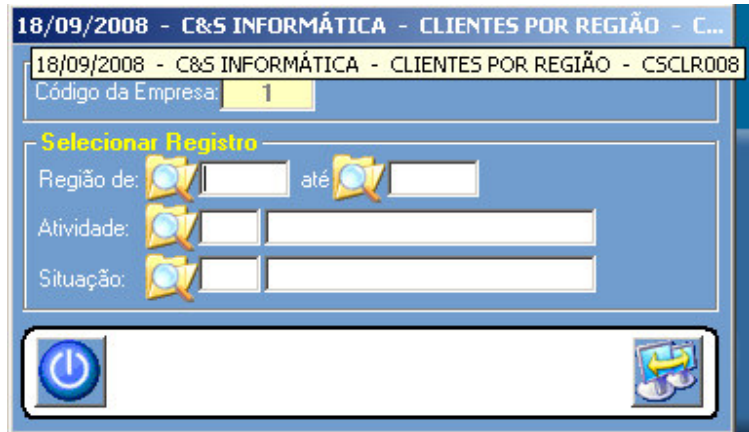 18/09/2008 - C&S INFORMÁTICA - CLIENTES POR REGIÃO - C...
18/09/2008 - C&S INFORMÁTICA - CLIENTES POR REGIÃO - CSCLR008
Código da Empresa: 1
Selecionar Registro
Região de: até
Atividade:
Situação: